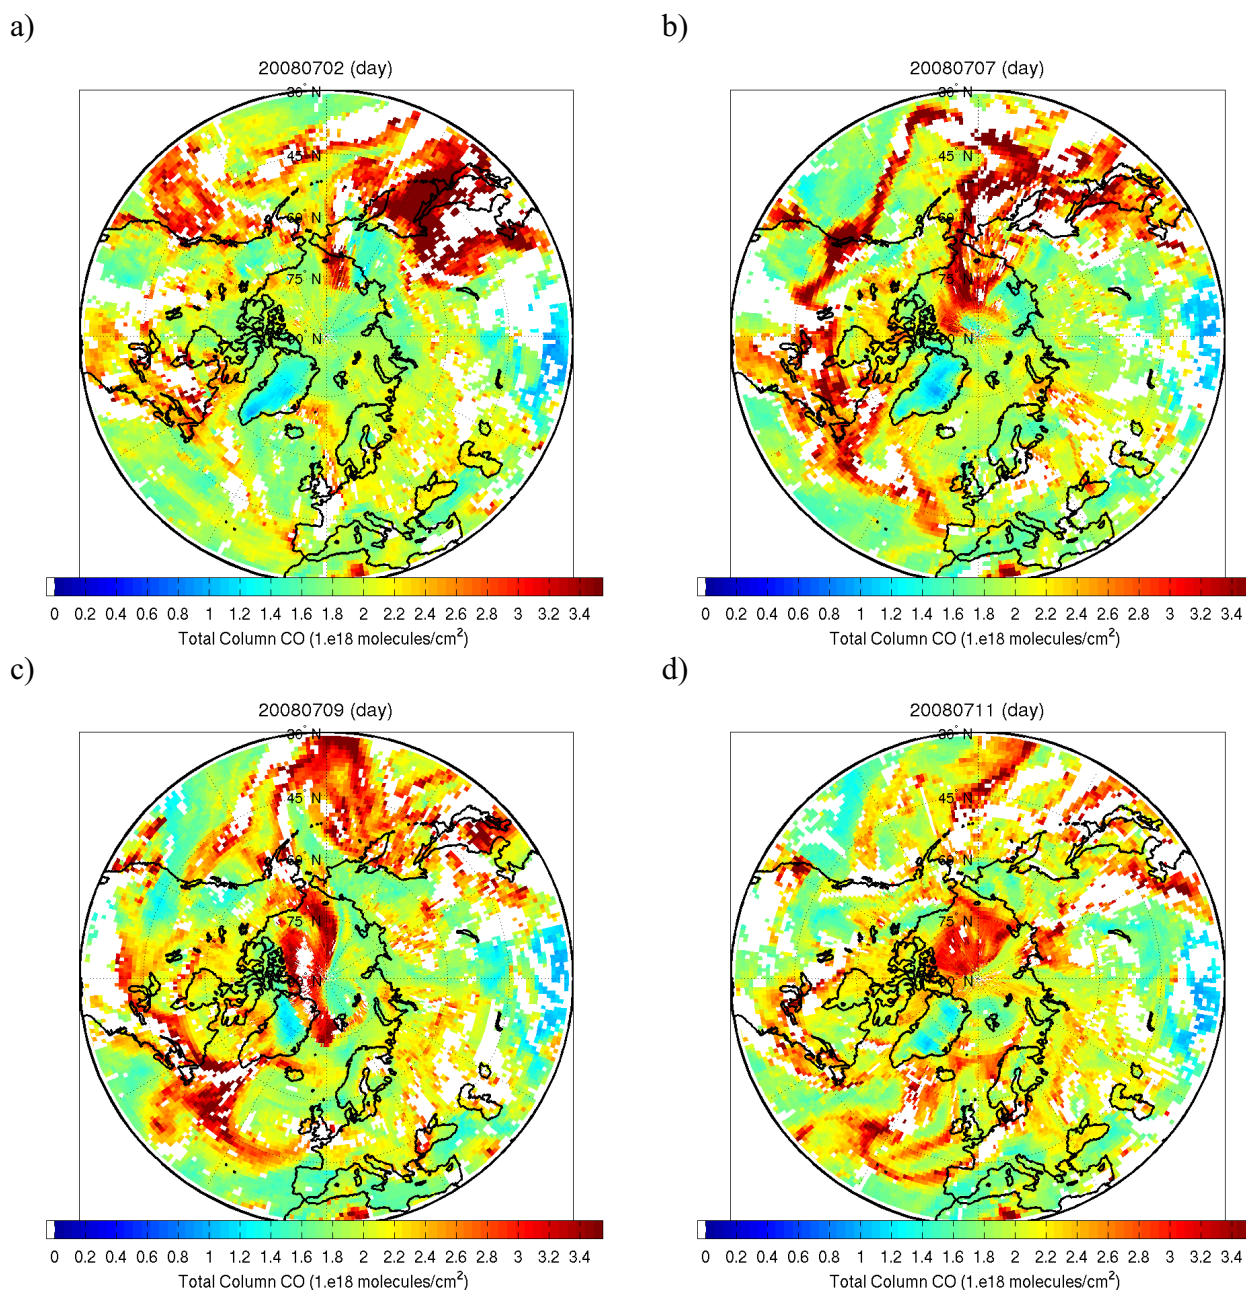 a)
b)
20080702 (day)
20080707 (day)
30° N
45 N
60 N
75 N
90 N
30° N
45 N
60 N
75 N
90 N
0 0.2 0.4 0.6 0.8 1 1.2 1.4 1.6 1.8 2 2.2 2.4 2.6 2.8 3 3.2 3.4
Total Column CO (1.e18 molecules/cm²)
0 0.2 0.4 0.6 0.8 1 1.2 1.4 1.6 1.8 2 2.2 2.4 2.6 2.8 3 3.2 3.4
Total Column CO (1.e18 molecules/cm²)
c)
d)
20080709 (day)
20080711 (day)
30° N
45 N
60 N
75 N
90 N
30° N
45 N
60 N
75 N
90 N
0 0.2 0.4 0.6 0.8 1 1.2 1.4 1.6 1.8 2 2.2 2.4 2.6 2.8 3 3.2 3.4
Total Column CO (1.e18 molecules/cm²)
0 0.2 0.4 0.6 0.8 1 1.2 1.4 1.6 1.8 2 2.2 2.4 2.6 2.8 3 3.2 3.4
Total Column CO (1.e18 molecules/cm²)